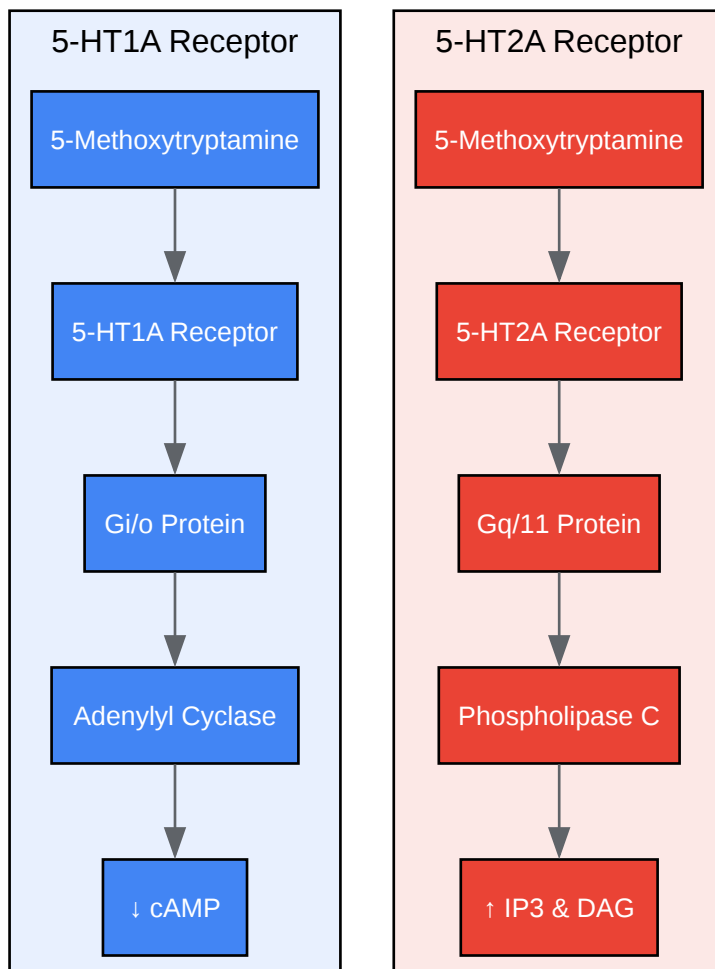 5-HT1A Receptor
5-Methoxytryptamine
5-HT1A Receptor
Gi/o Protein
Adenylyl Cyclase
↓ cAMP
5-HT2A Receptor
5-Methoxytryptamine
5-HT2A Receptor
Gq/11 Protein
Phospholipase C
↑ IP3 & DAG